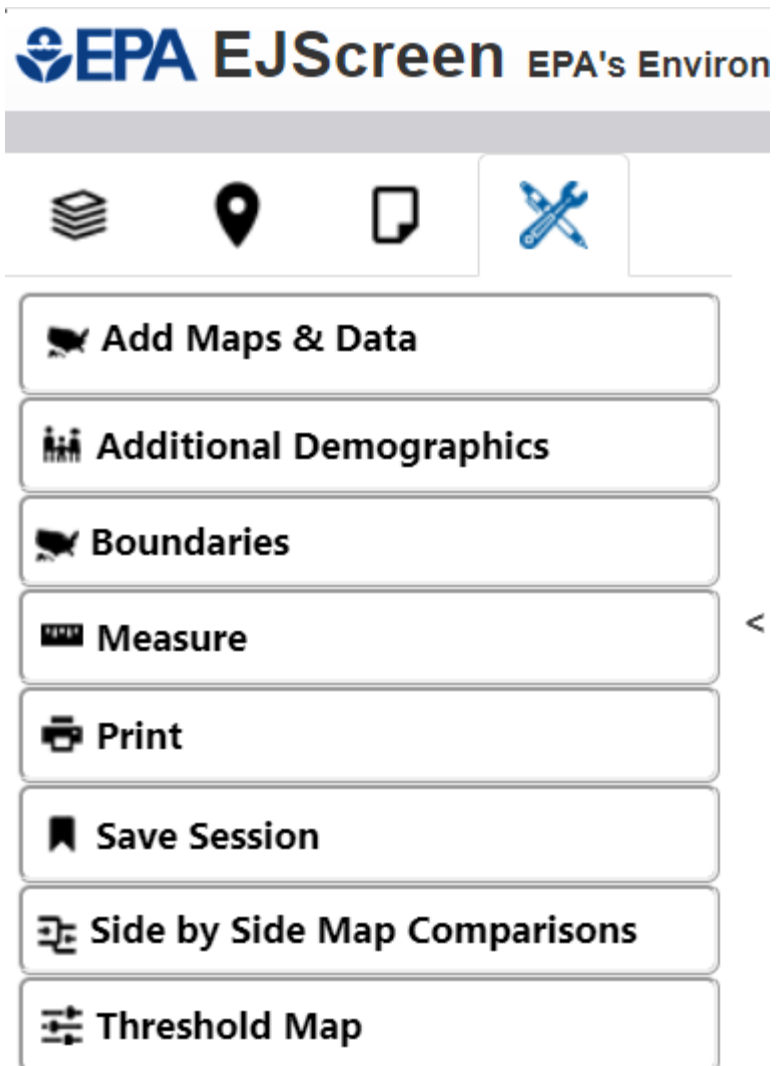 EPA EJScreen EPA's Environ
Add Maps & Data
Additional Demographics
Boundaries
<
Measure
Print
Save Session
Side by Side Map Comparisons
Threshold Map